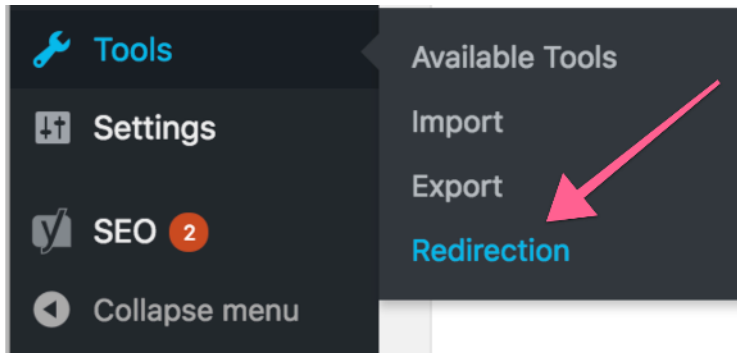 Tools
Settings
SEO 2
Collapse menu
Available Tools
Import
Export
Redirection